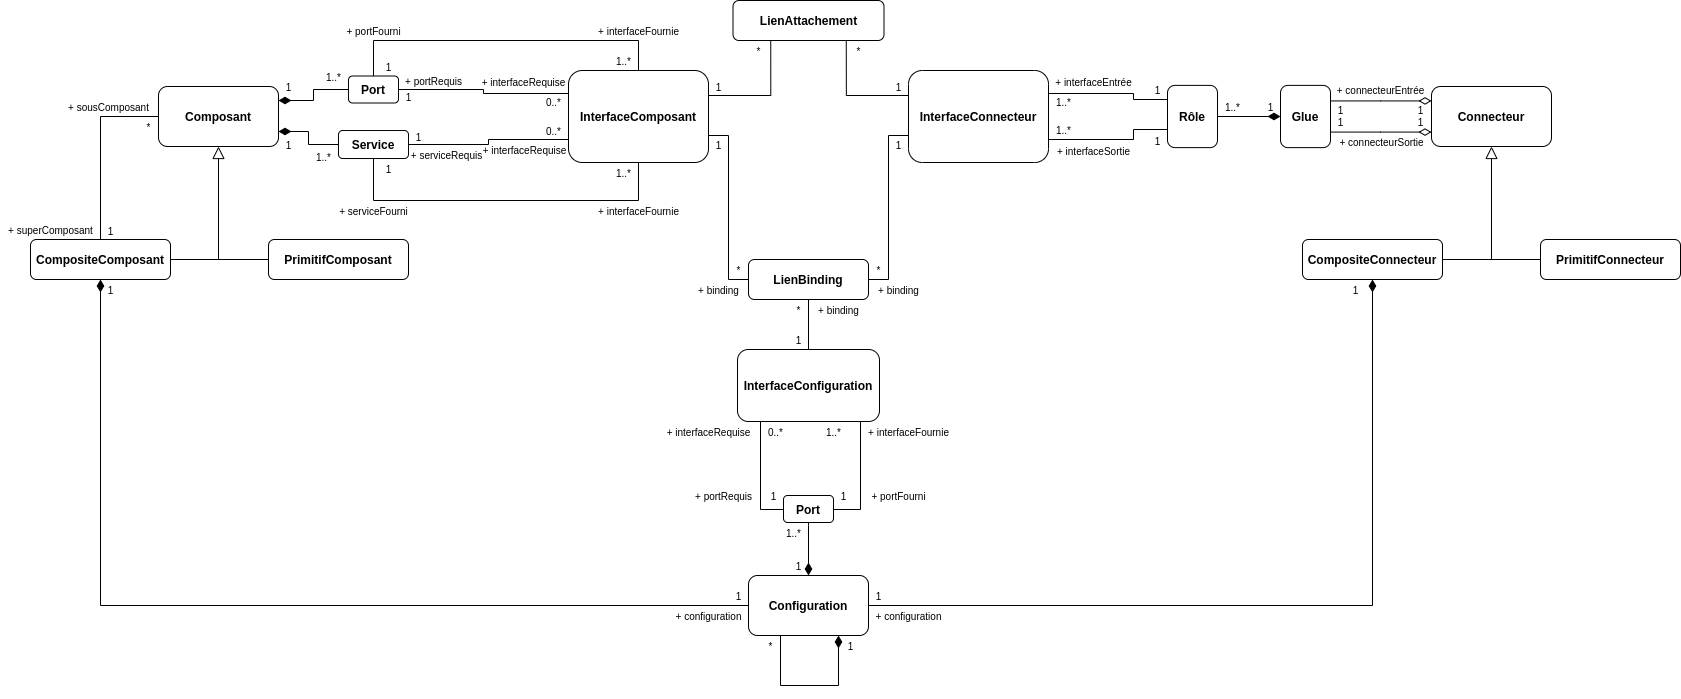 LienAttachement
+ portFourni
+ interfaceFournie
*
*
1..*
1
1..*
Port
+ portRequis
1
+ interfaceRequise
0..*
1
+ sousComposant
*
Composant
1
1
1..*
Service
1
+ serviceRequis
0..*
+ interfaceRequise
1
+ serviceFourni
1..*
+ interfaceFournie
InterfaceComposant
1
1
1
1
InterfaceConnecteur
+ interfaceEntrée
1..*
1
1..*
+ interfaceSortie
1
Rôle
1..*
1
Glue
+ connecteurEntrée
1
1
1
1
+ connecteurSortie
Connecteur
+ superComposant
1
CompositeComposant
1
PrimitifComposant
*
+ binding
LienBinding
*
+ binding
*
+ binding
1
CompositeConnecteur
1
PrimitifConnecteur
InterfaceConfiguration
+ interfaceRequise
0..*
1..*
+ interfaceFournie
+ portRequis
1
Port
1
+ portFourni
1..*
1
1
+ configuration
Configuration
1
+ configuration
*
1